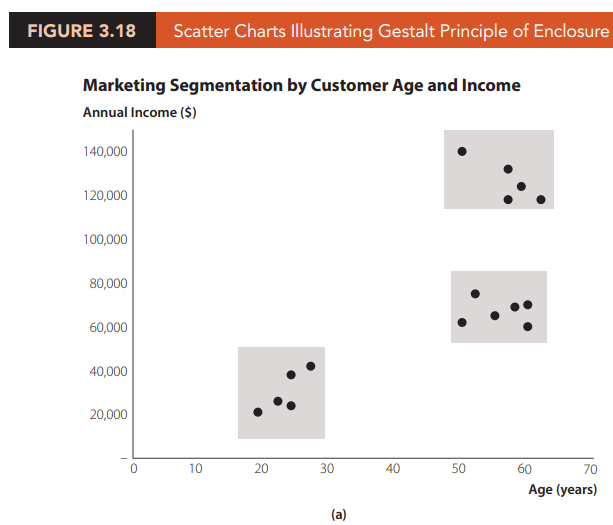 FIGURE 3.18 Scatter Charts Illustrating Gestalt Principle of Enclosure
Marketing Segmentation by Customer Age and Income
Annual Income ($)
140,000
120,000
100,000
80,000
60,000
40,000
20,000
–
0 10 20 30 40 50 60 70
Age (years)
(a)